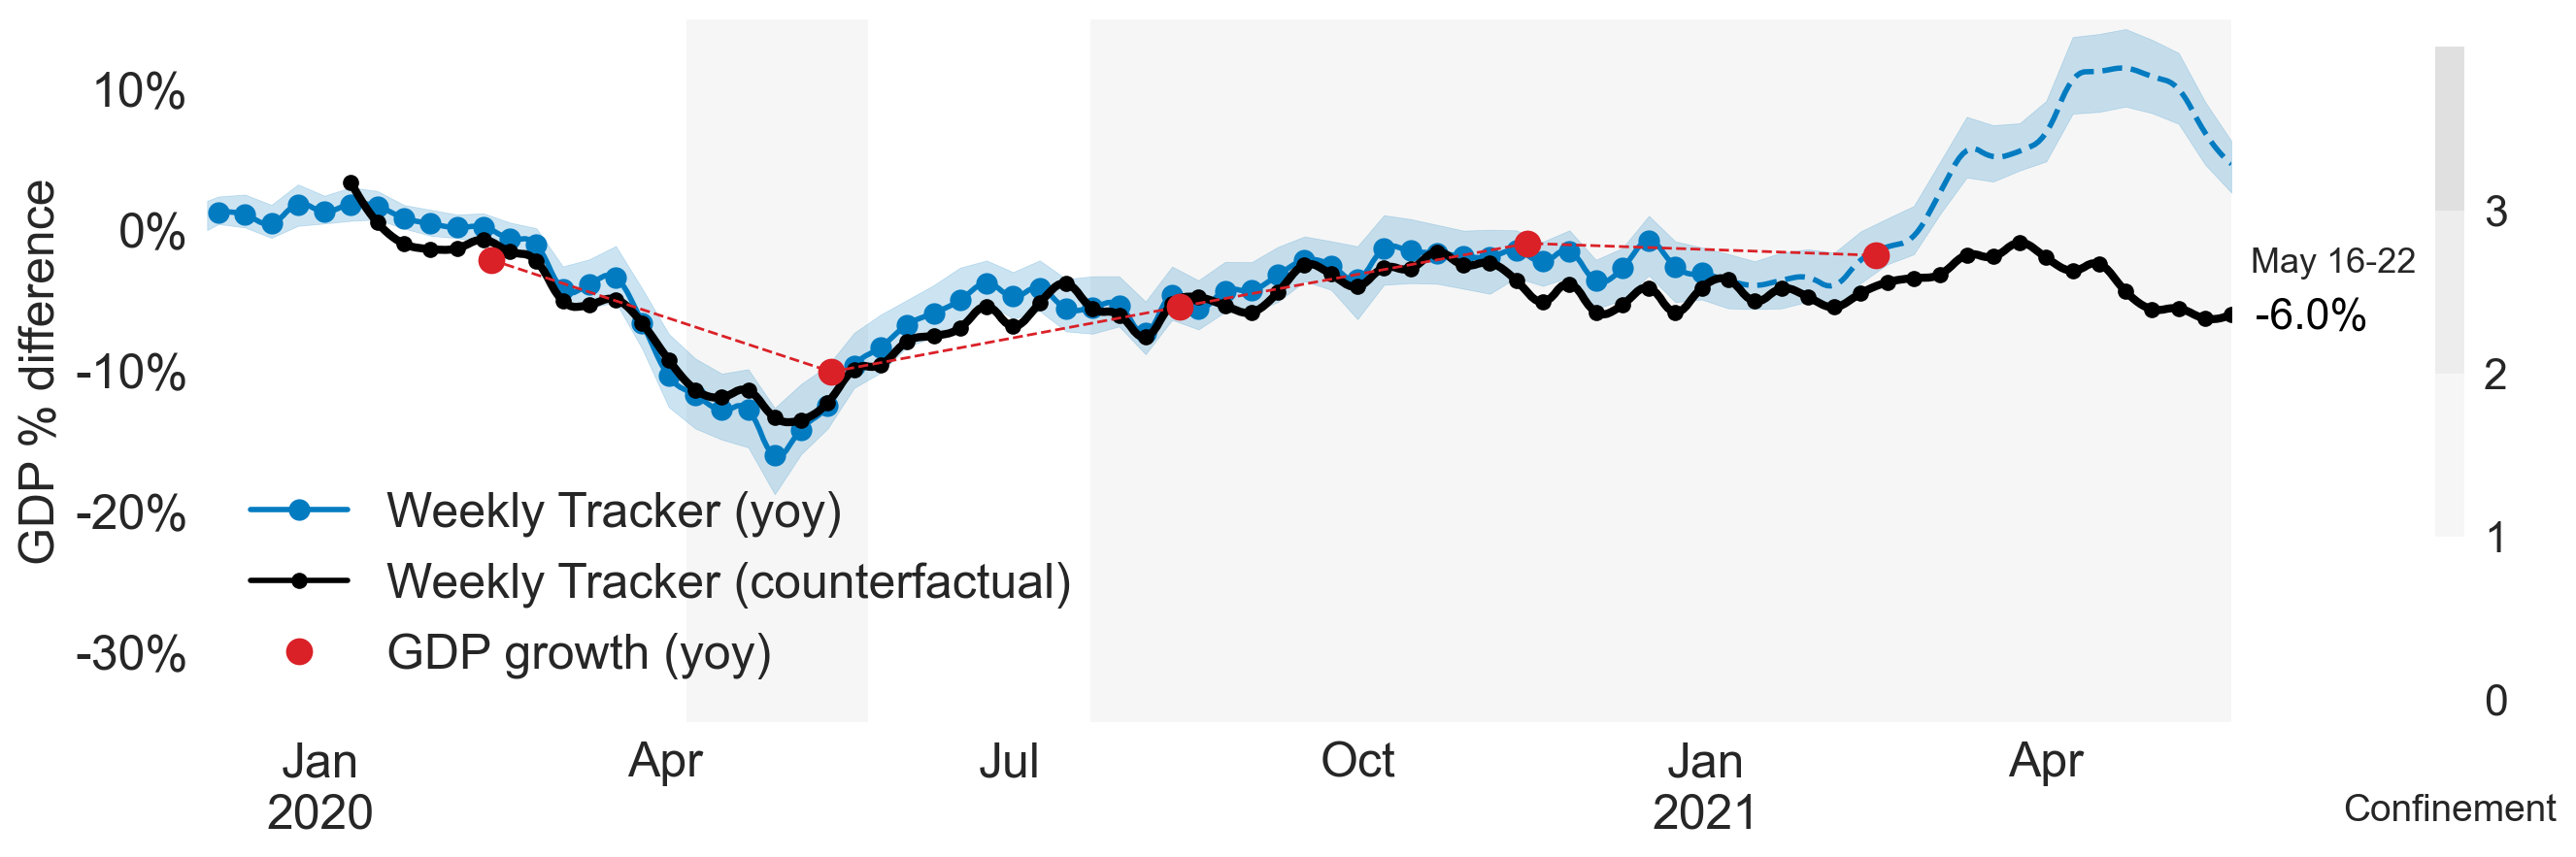 GDP % difference
10%
0%
-10%
-20%
-30%
Weekly Tracker (yoy)
Weekly Tracker (counterfactual)
GDP growth (yoy)
Jan
2020
Apr
Jul
Oct
Jan
2021
Apr
May 16-22
-6.0%
3
2
1
0
Confinement